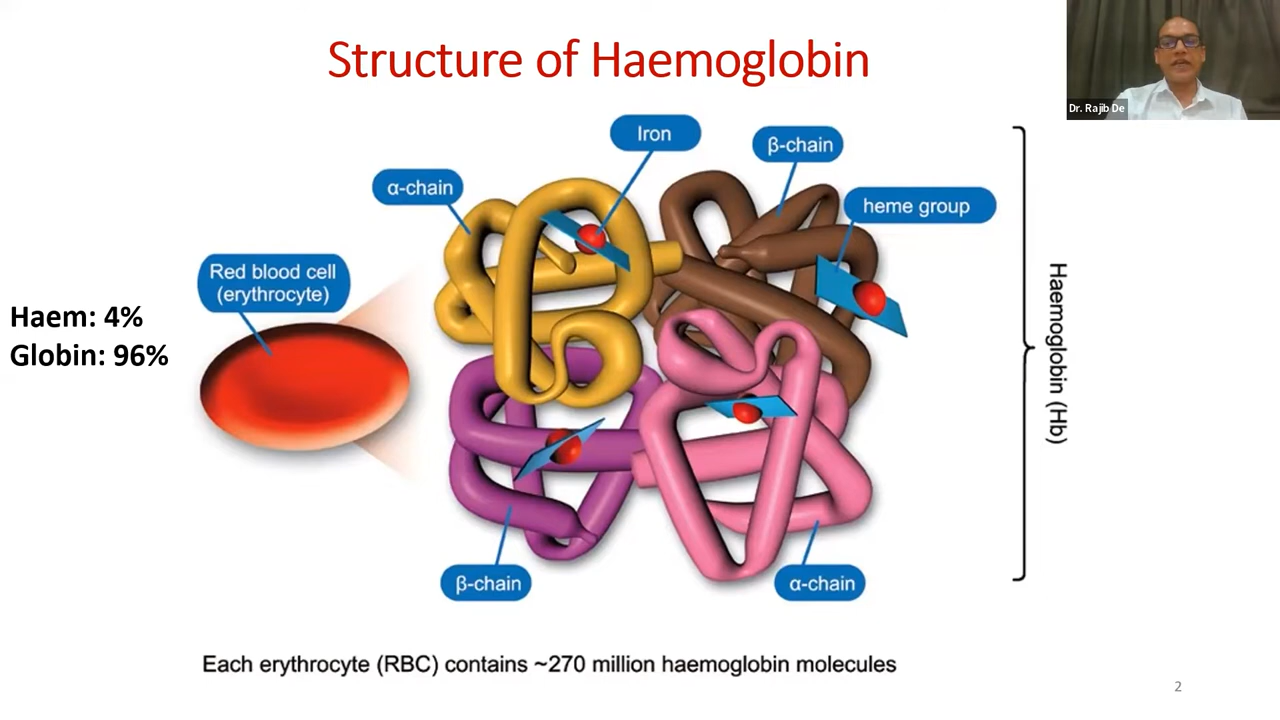 Structure of Haemoglobin
Dr. Rajib De
Iron
β-chain
α-chain
heme group
Red blood cell
(erythrocyte)
Haem: 4%
Globin: 96%
Haemoglobin (Hb)
β-chain
α-chain
Each erythrocyte (RBC) contains ~270 million haemoglobin molecules
2